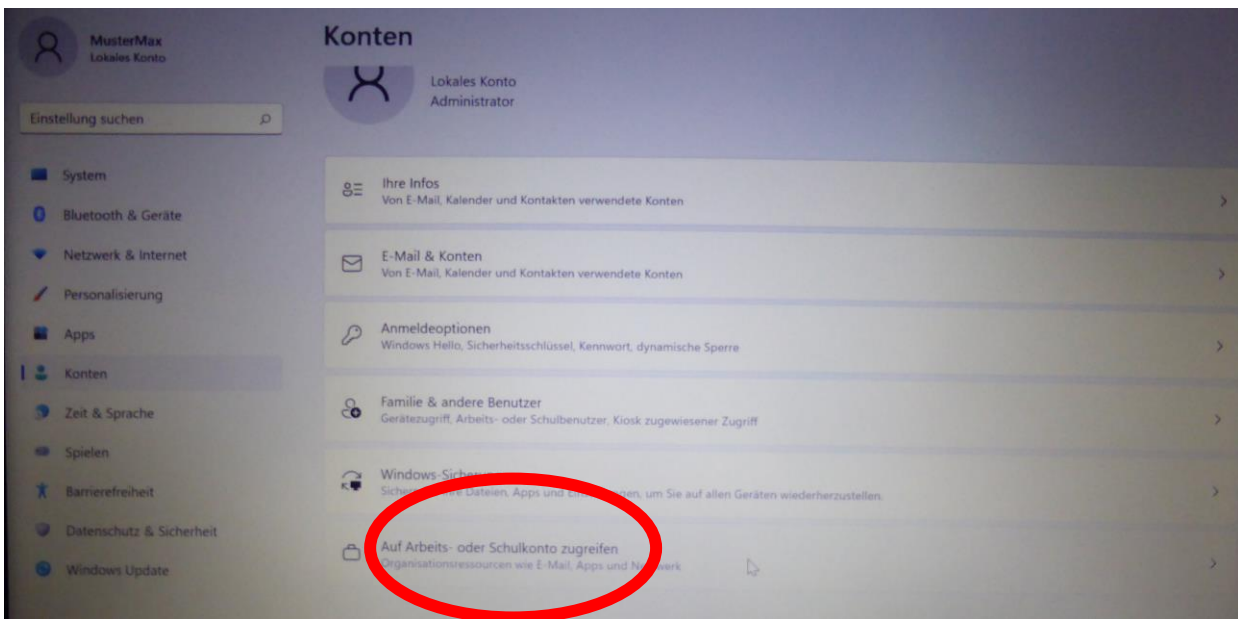 MusterMax
Lokales Konto
Einstellung suchen
System
Bluetooth & Geräte
Netzwerk & Internet
Personalisierung
Apps
Konten
Zeit & Sprache
Spielen
Barrierefreiheit
Datenschutz & Sicherheit
Windows Update
Konten
Lokales Konto
Administrator
Ihre Infos
Von E-Mail, Kalender und Kontakten verwendete Konten
E-Mail & Konten
Von E-Mail, Kalender und Kontakten verwendete Konten
Anmeldeoptionen
Windows Hello, Sicherheitsschlüssel, Kennwort, dynamische Sperre
Familie & andere Benutzer
Gerätezugriff, Arbeits- oder Schulbenutzer, Kiosk zugewiesener Zugriff
Dateien, Apps und um Sie auf allen Geräten wiederherzustellen.
Auf Arbeits- oder Schulkonto zugreifen
Organisationsressourcen wie E-Mail, Apps und